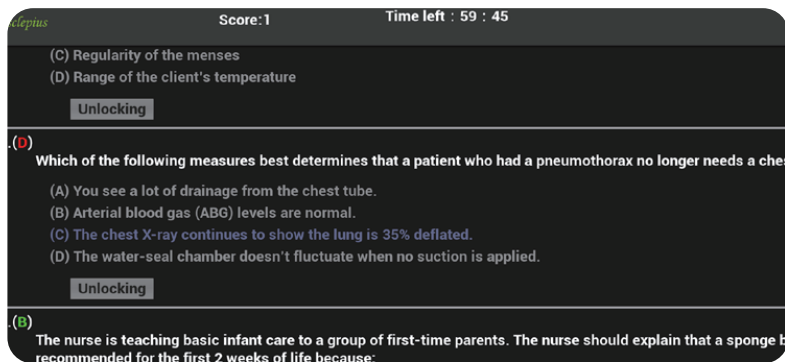 sclepius
Score:1
Time left : 59 : 45
(C) Regularity of the menses
(D) Range of the client's temperature
Unlocking
.(D)
Which of the following measures best determines that a patient who had a pneumothorax no longer needs a ches
(A) You see a lot of drainage from the chest tube.
(B) Arterial blood gas (ABG) levels are normal.
(C) The chest X-ray continues to show the lung is 35% deflated.
(D) The water-seal chamber doesn't fluctuate when no suction is applied.
Unlocking
.(B)
The nurse is teaching basic infant care to a group of first-time parents. The nurse should explain that a sponge b
recommended for the first 2 weeks of life because: